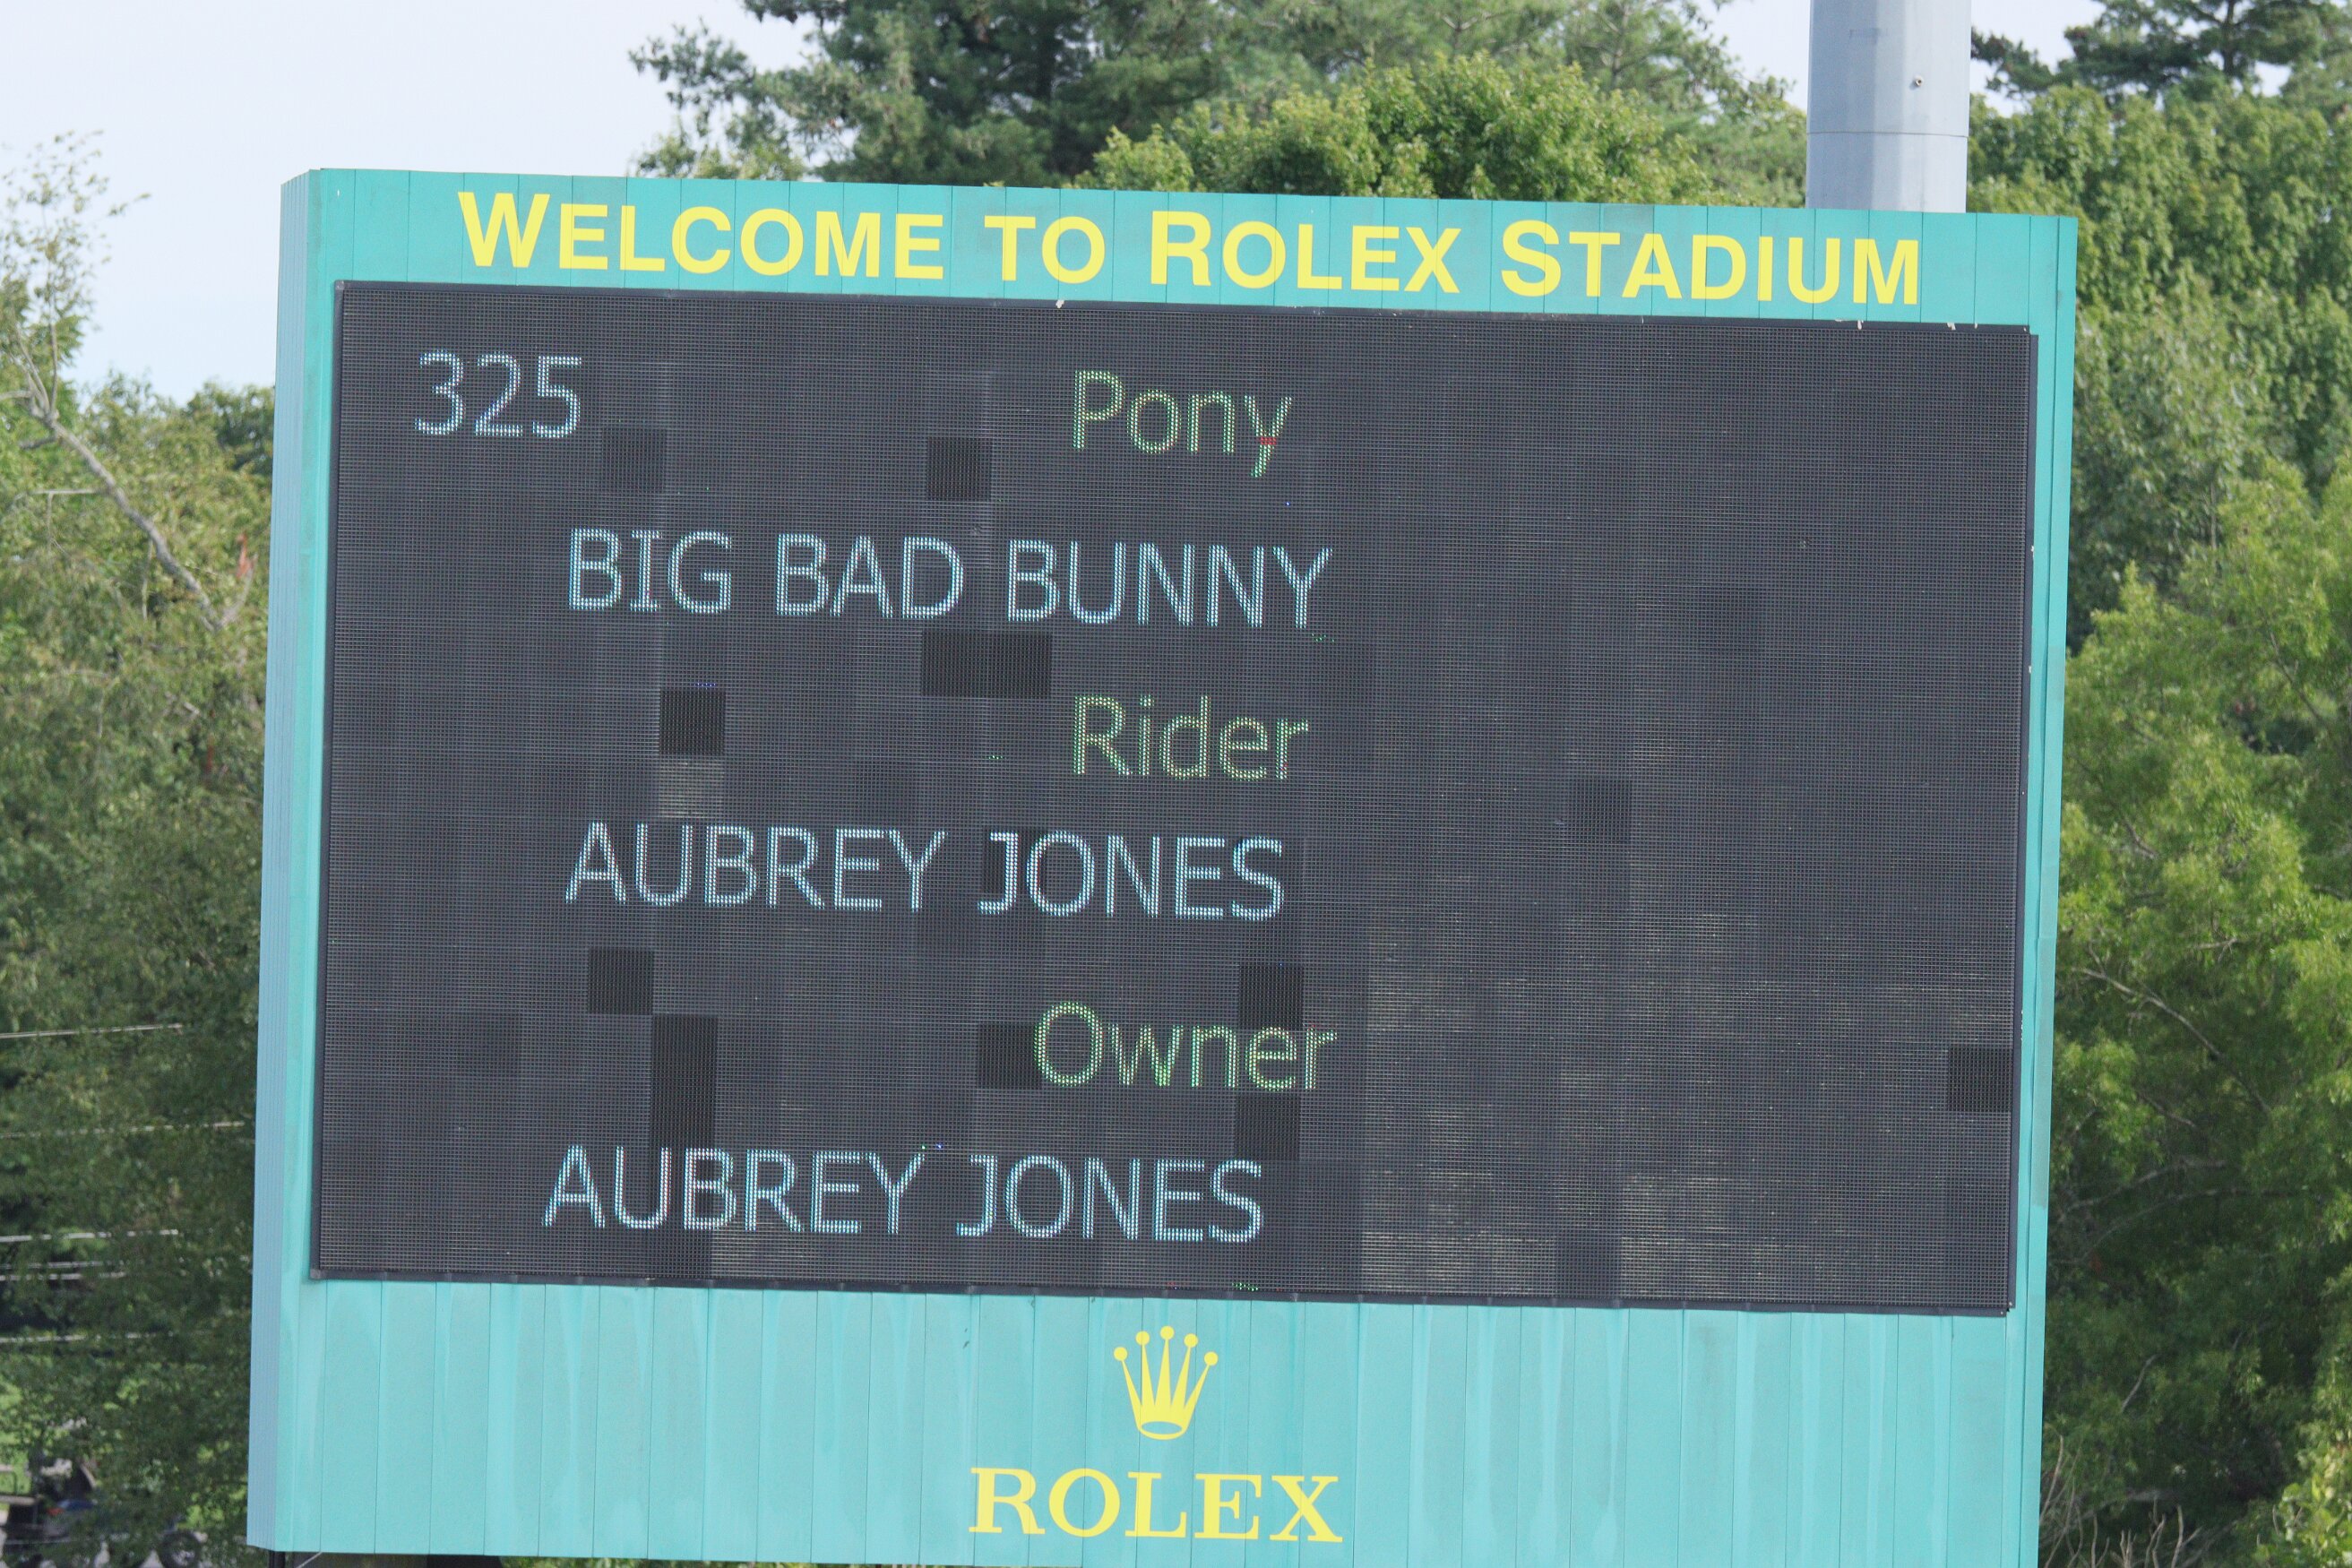 WELCOME TO ROLEX STADIUM
325 Pony
BIG BAD BUNNY
Rider
AUBREY JONES
Owner
AUBREY JONES
ROLEX